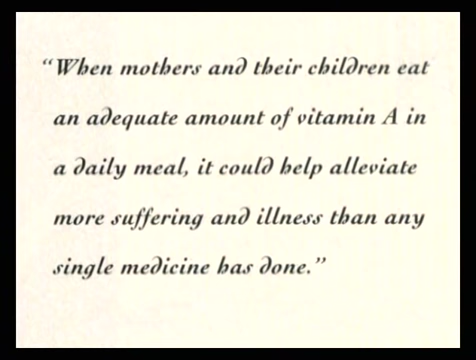 “When mothers and their children eat
an adequate amount of vitamin A in
a daily meal, it could help alleviate
more suffering and illness than any
single medicine has done.”